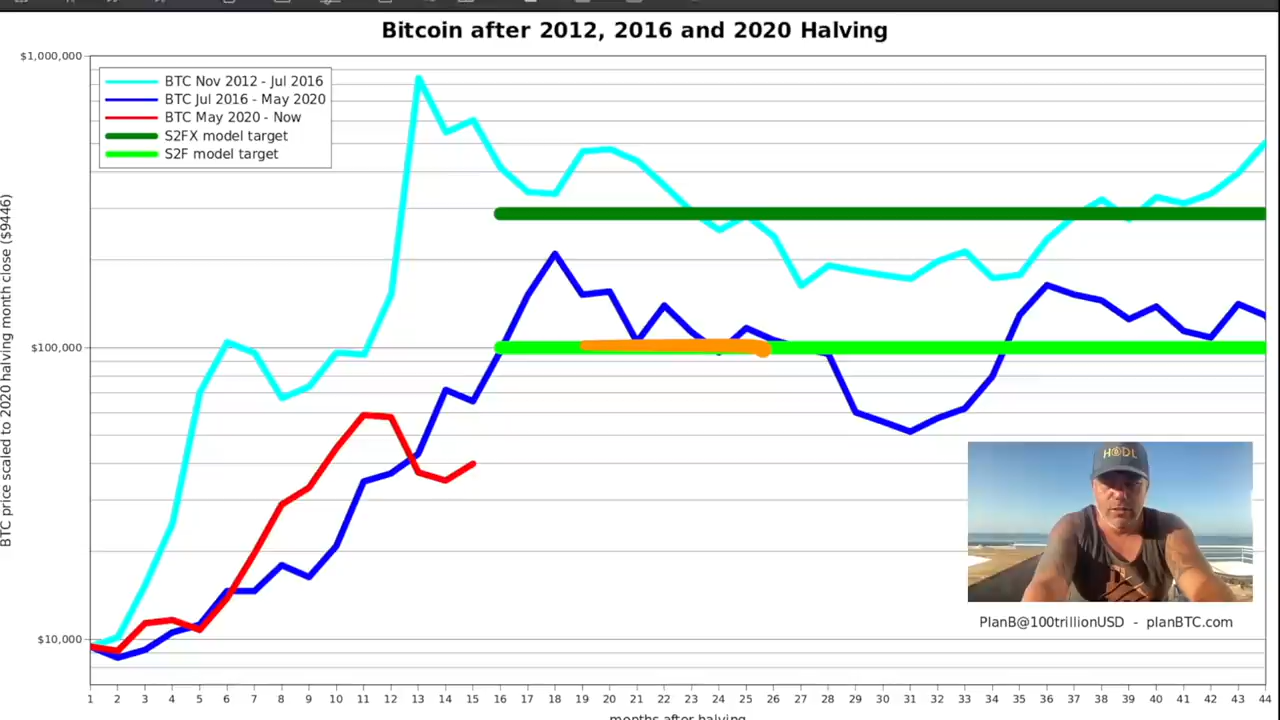 Bitcoin after 2012, 2016 and 2020 Halving
$1,000,000
BTC Nov 2012 - Jul 2016
BTC Jul 2016 - May 2020
BTC May 2020 - Now
S2FX model target
S2F model target
BTC price scaled to 2020 halving month close ($9446)
$100,000
HODL
$10,000
PlanB@100trillionUSD - planBTC.com
1 2 3 4 5 6 7 8 9 10 11 12 13 14 15 16 17 18 19 20 21 22 23 24 25 26 27 28 29 30 31 32 33 34 35 36 37 38 39 40 41 42 43 44
months after halving